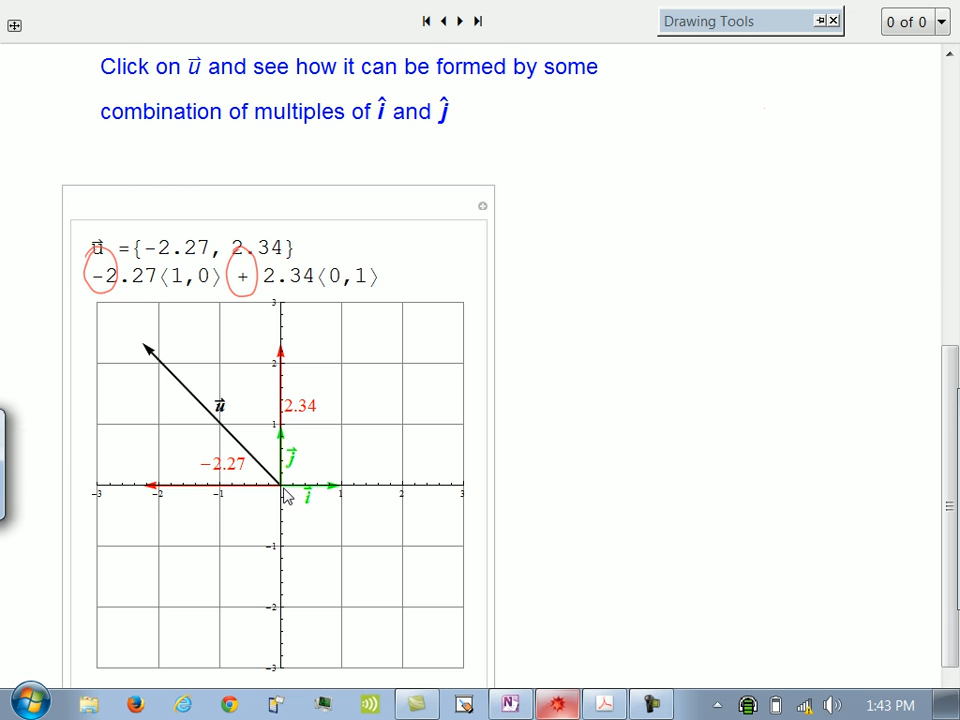 Drawing Tools
0 of 0
Click on u⃗ and see how it can be formed by some
combination of multiples of î and ĵ
u⃗ ={-2.27, 2.34}
-2.27⟨1,0⟩ + 2.34⟨0,1⟩
3
2
u⃗ 2.34
1
-2.27 j⃗
-3 -2 -1 i⃗ 1 2 3
-1
-2
-3
1:43 PM